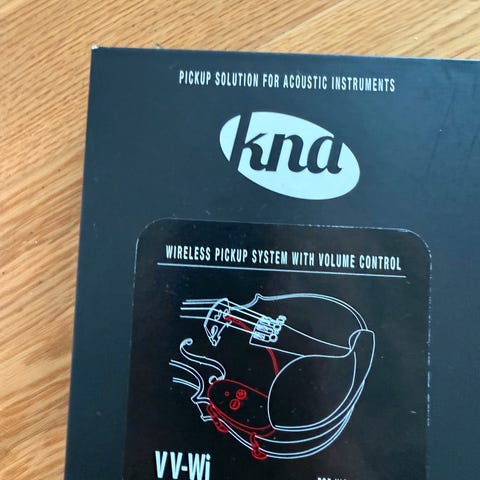 PICKUP SOLUTION FOR ACOUSTIC INSTRUMENTS
kna
WIRELESS PICKUP SYSTEM WITH VOLUME CONTROL
VV-Wi